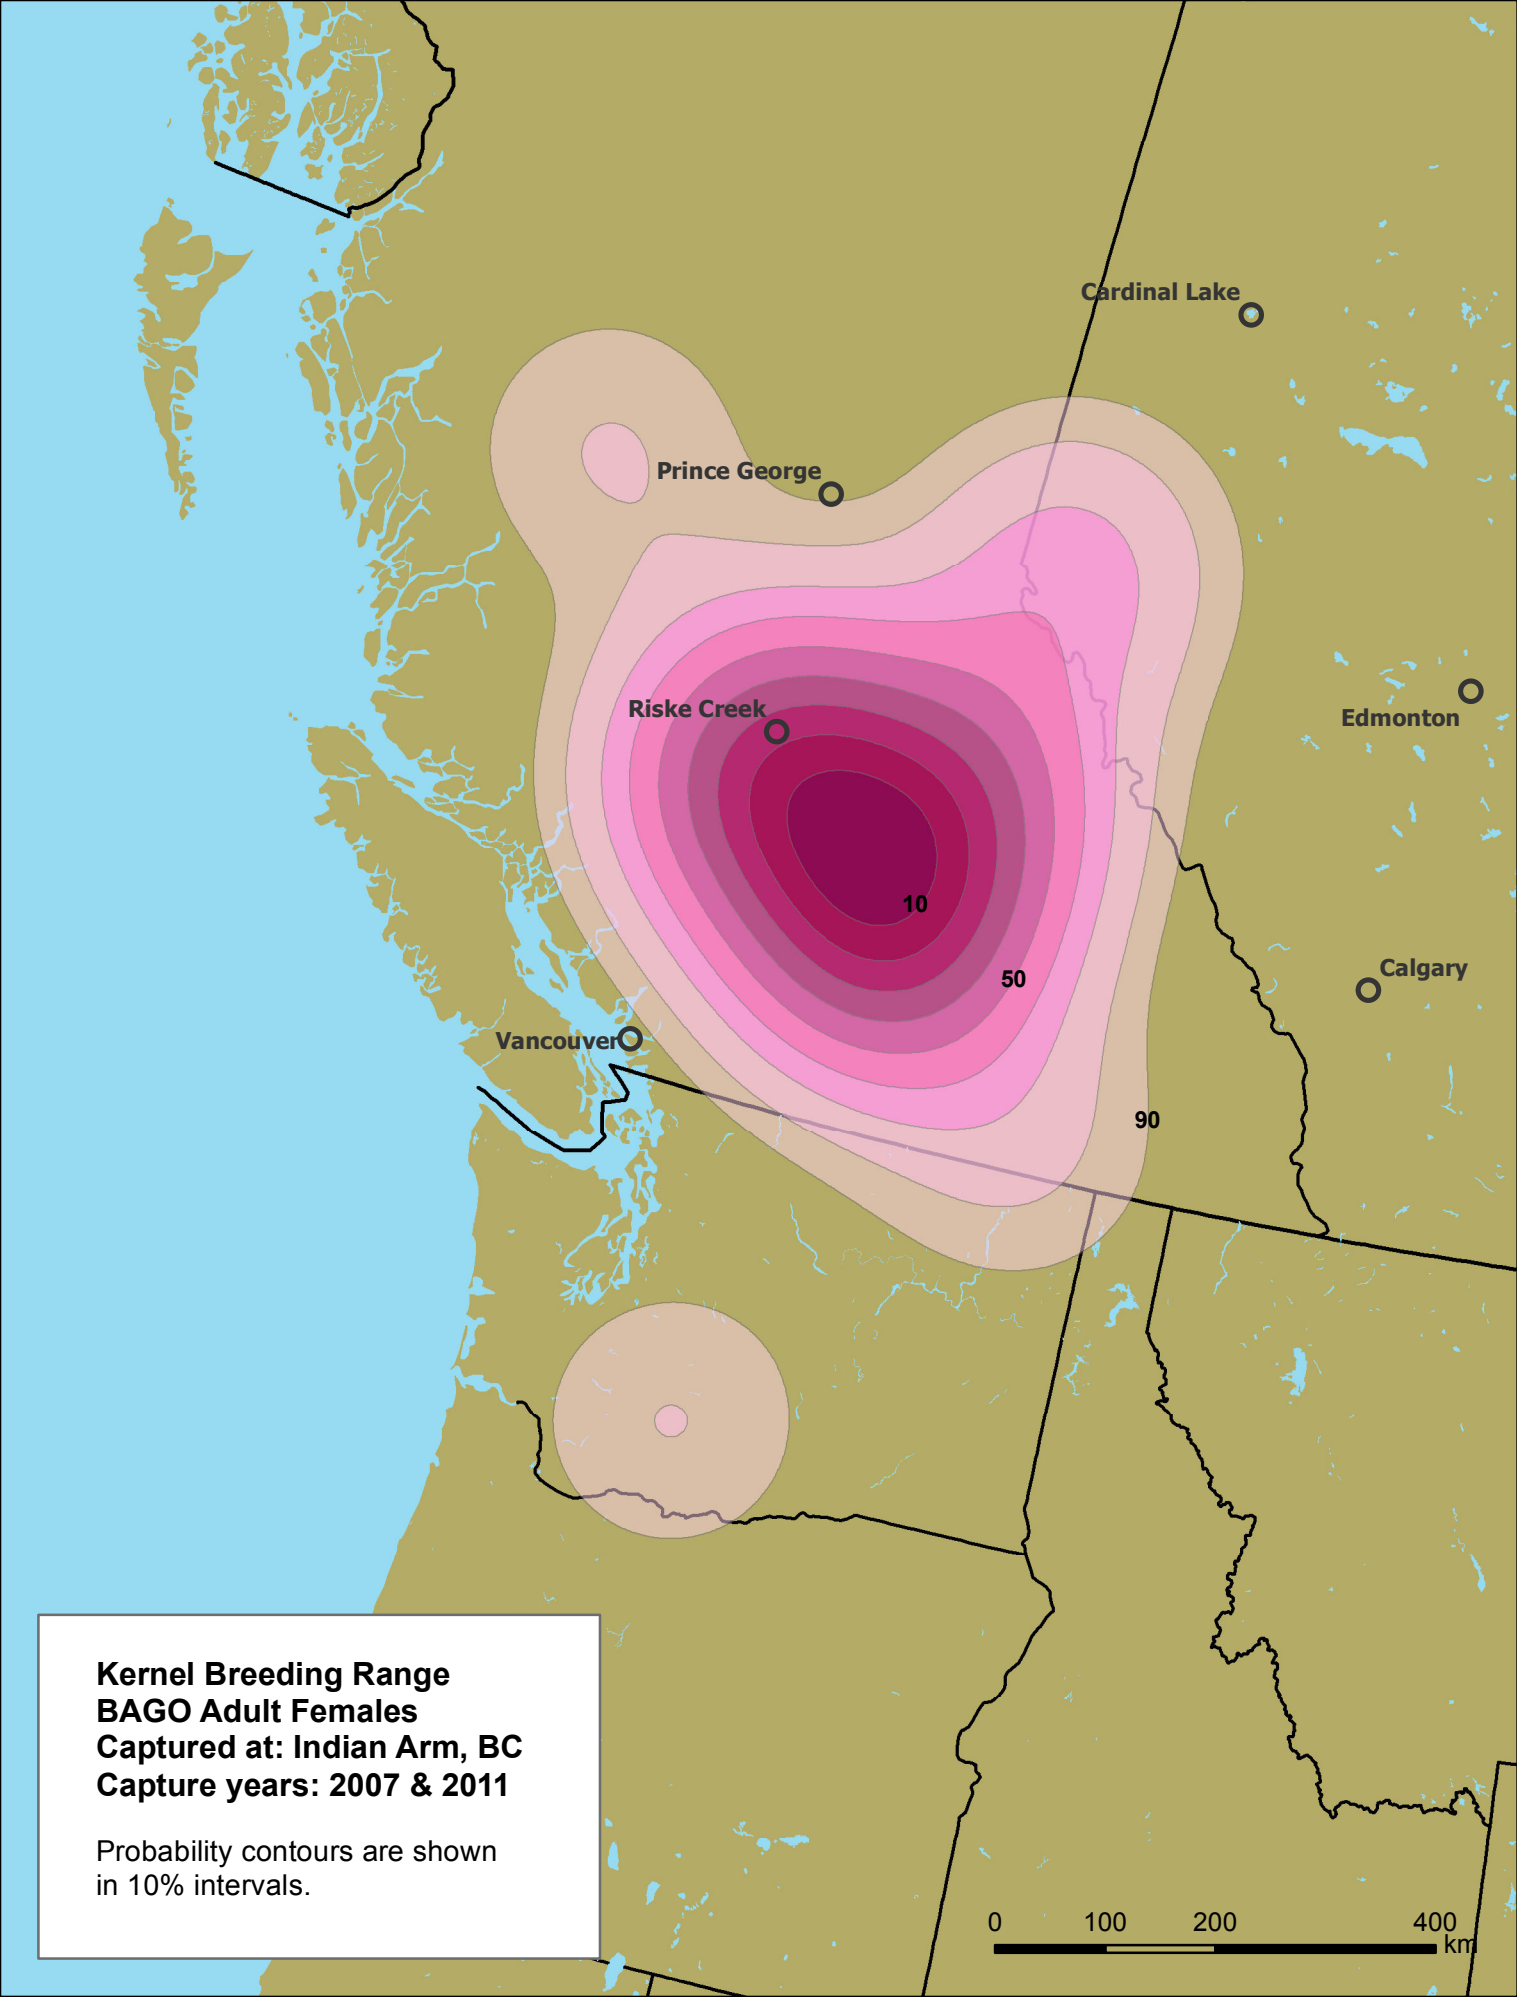 Cardinal Lake
Prince George
Riske Creek
Edmonton
10
Calgary
50
Vancouver
90
Kernel Breeding Range
BAGO Adult Females
Captured at: Indian Arm, BC
Capture years: 2007 & 2011
Probability contours are shown
in 10% intervals.
0 100 200 400
km